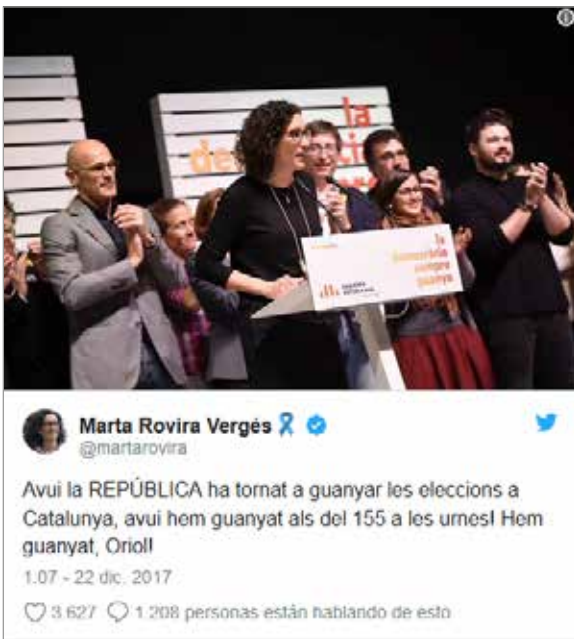 la
la
democràcia
sempre
guanya
Marta Rovira Vergés
@martarovira
Avui la REPÚBLICA ha tornat a guanyar les eleccions a
Catalunya, avui hem guanyat als del 155 a les urnes! Hem
guanyat, Oriol!
1:07 - 22 dic. 2017
3.627 1.208 personas están hablando de esto